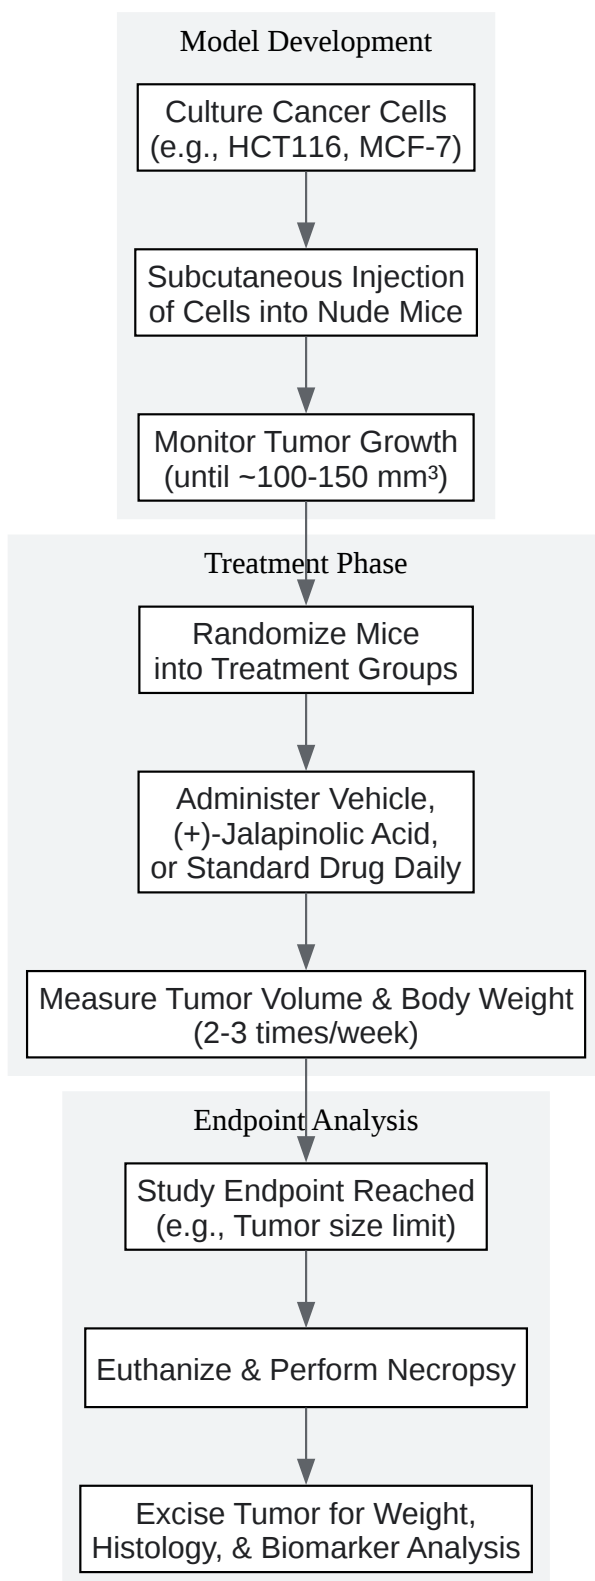 Model Development
Culture Cancer Cells
(e.g., HCT116, MCF-7)
Subcutaneous Injection
of Cells into Nude Mice
Monitor Tumor Growth
(until ~100-150 mm³)
Treatment Phase
Randomize Mice
into Treatment Groups
Administer Vehicle,
(+)-Jalapinolic Acid,
or Standard Drug Daily
Measure Tumor Volume & Body Weight
(2-3 times/week)
Endpoint Analysis
Study Endpoint Reached
(e.g., Tumor size limit)
Euthanize & Perform Necropsy
Excise Tumor for Weight,
Histology, & Biomarker Analysis